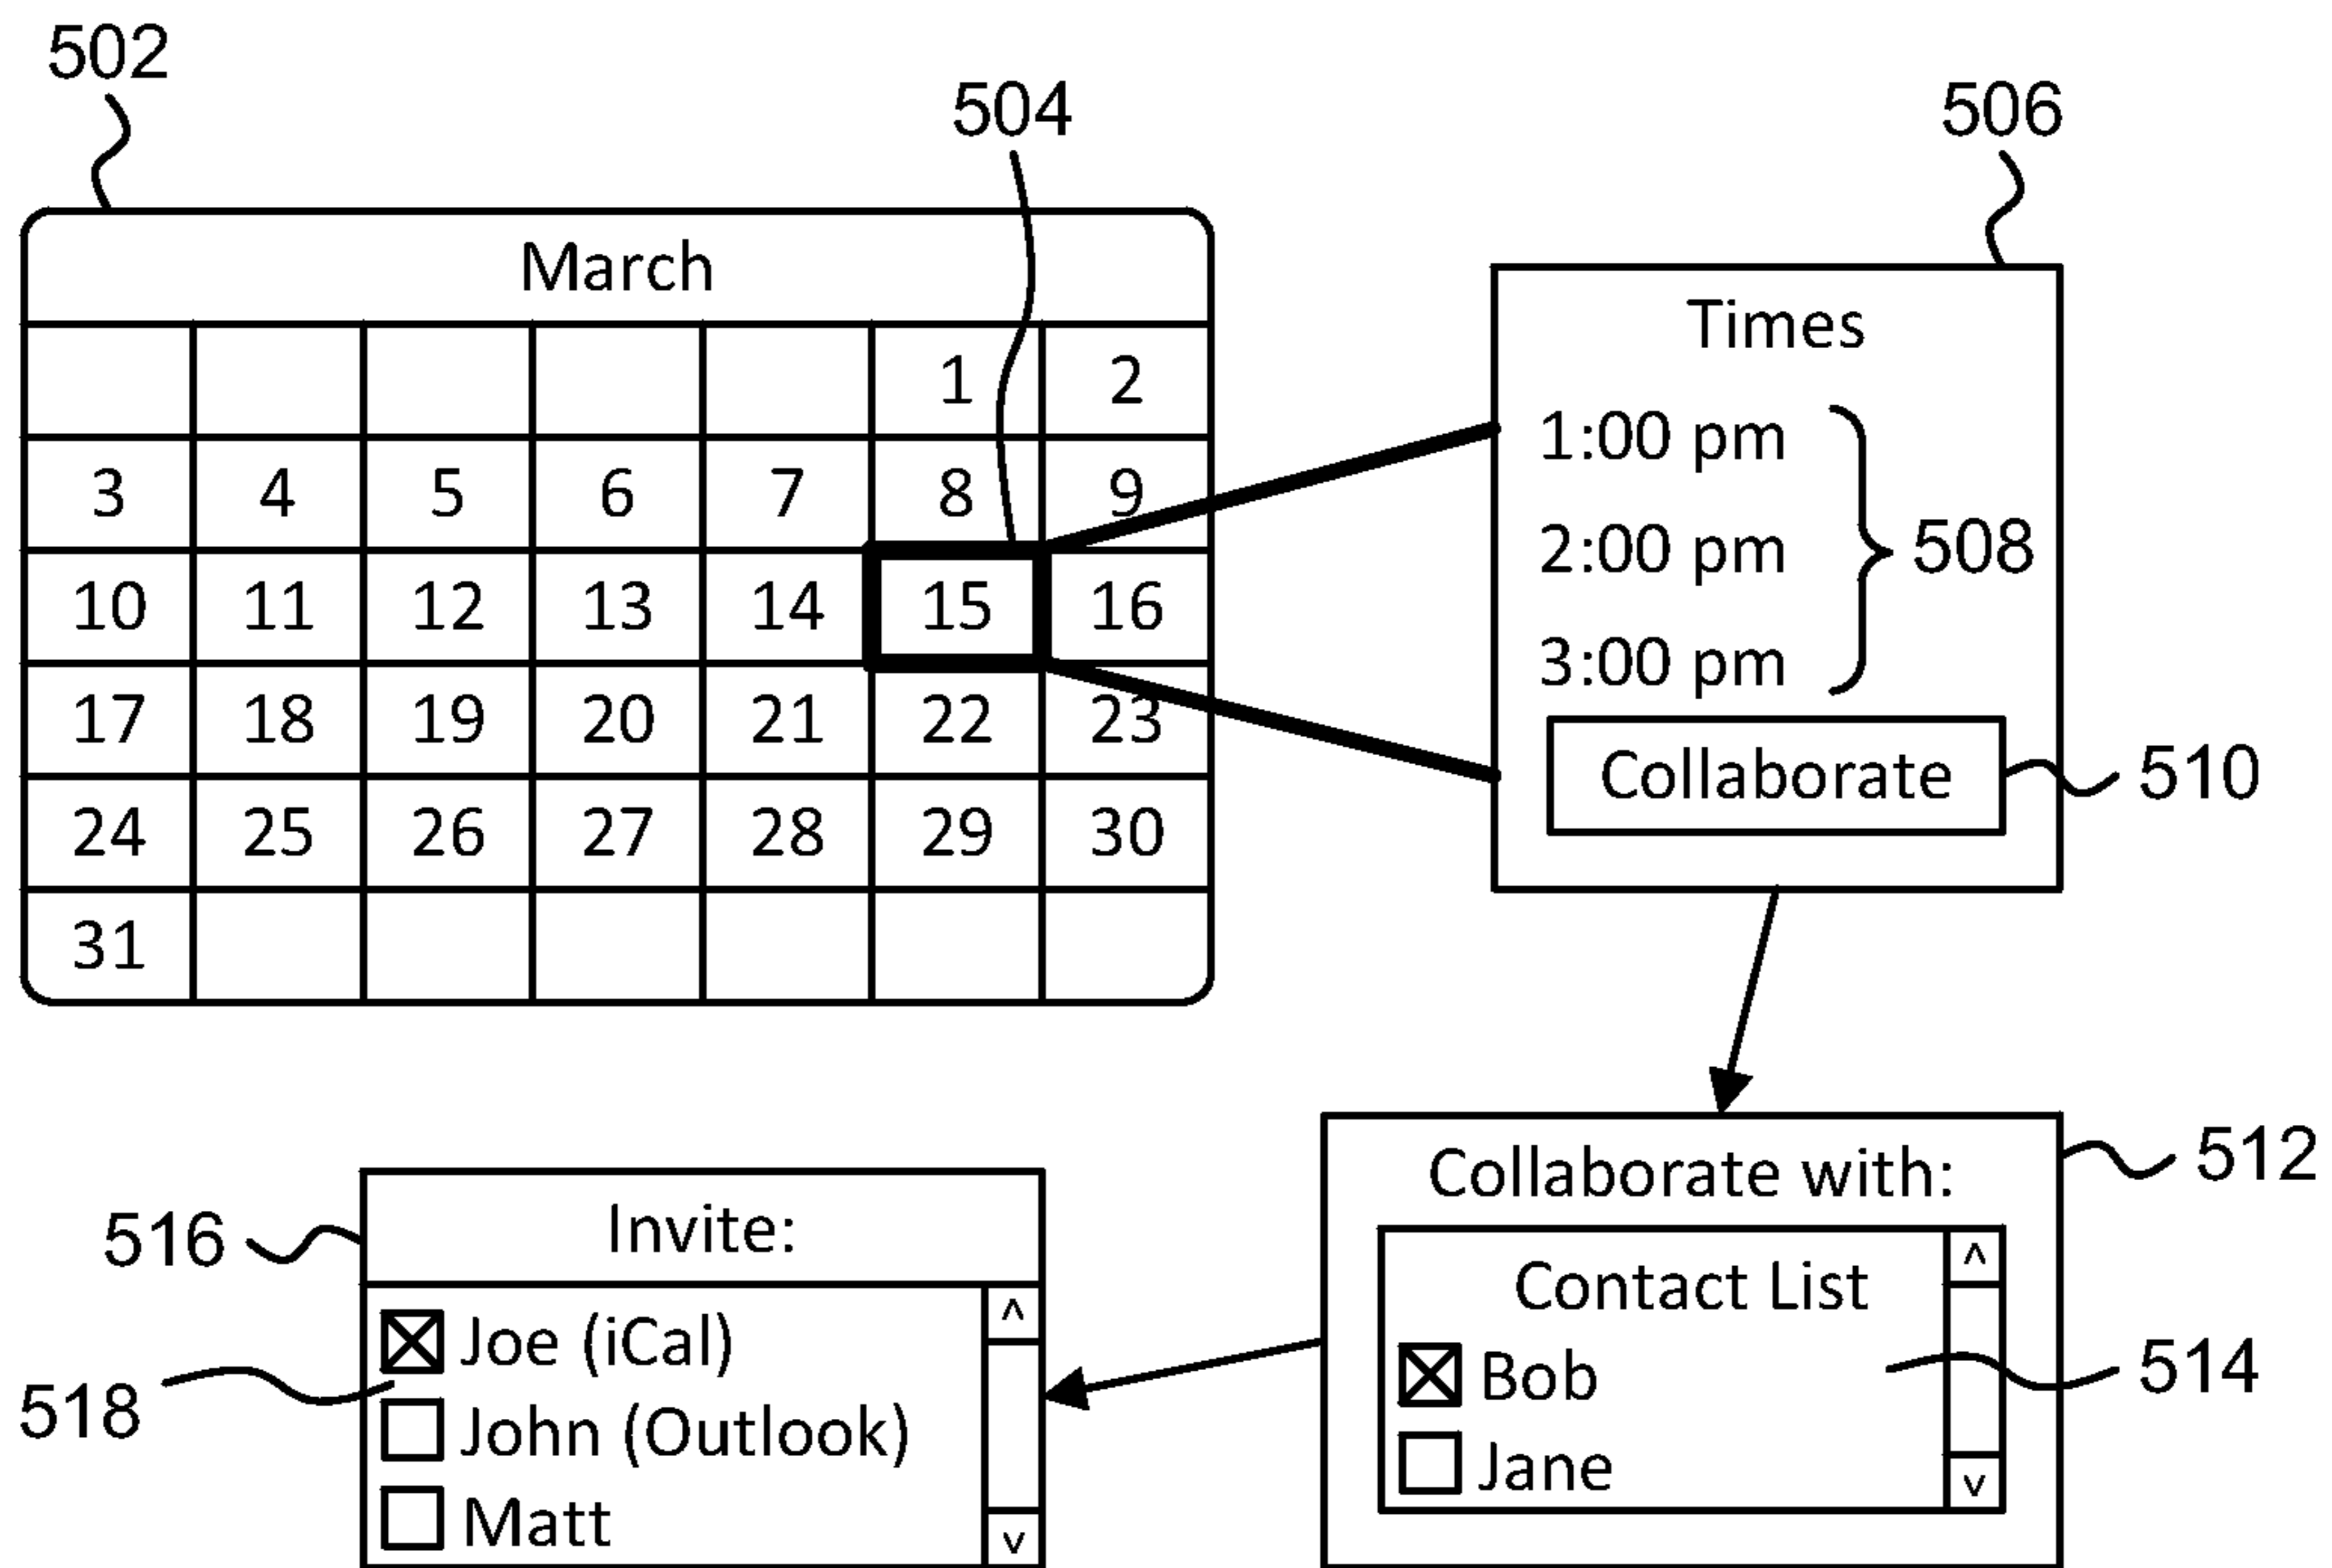 502
504
506
March
1 2
3 4 5 6 7 8 9
10 11 12 13 14 15 16
17 18 19 20 21 22 23
24 25 26 27 28 29 30
31
Times
1:00 pm
2:00 pm
3:00 pm
508
Collaborate
510
512
Collaborate with:
Contact List
^
Bob
Jane
v
514
516
Invite:
^
Joe (iCal)
John (Outlook)
Matt
v
518